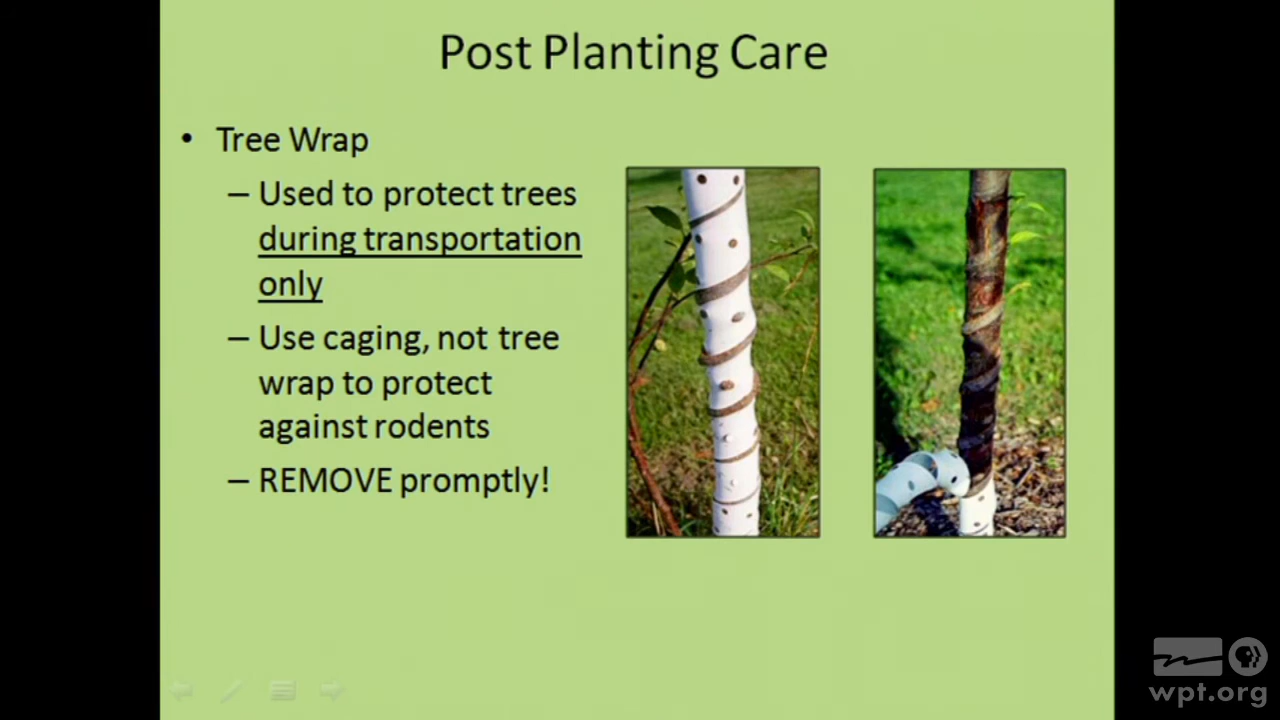 Post Planting Care
• Tree Wrap
– Used to protect trees
during transportation
only
– Use caging, not tree
wrap to protect
against rodents
– REMOVE promptly!
wpt.org